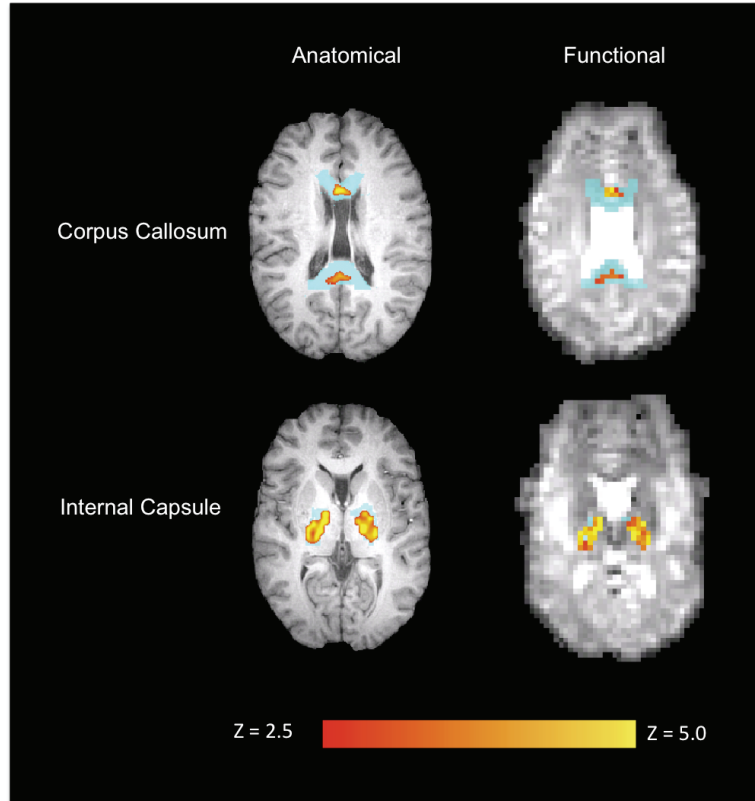 Anatomical
Functional
Corpus Callosum
Internal Capsule
Z = 2.5
Z = 5.0